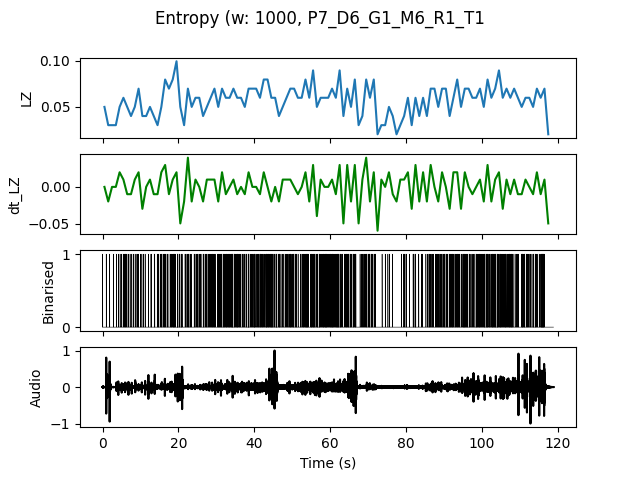 Entropy (w: 1000, P7_D6_G1_M6_R1_T1
0.10
0.05
LZ
0.00
−0.05
dt_LZ
1
0
Binarised
1
0
−1
Audio
0 20 40 60 80 100 120
Time (s)